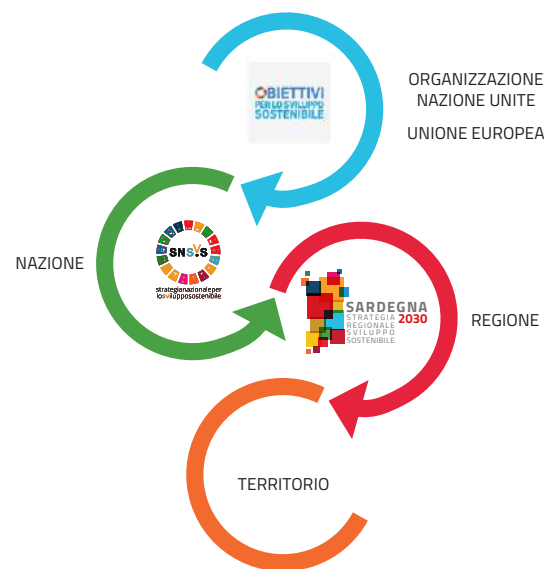 OBIETTIVI
PER LO SVILUPPO
SOSTENIBILE
ORGANIZZAZIONE
NAZIONE UNITE
UNIONE EUROPEA
NAZIONE
SNSVS
strategianazionaleper
losviluppososostenibile
SARDEGNA
STRATEGIA 2030
REGIONALE
SVILUPPO
SOSTENIBILE
REGIONE
TERRITORIO